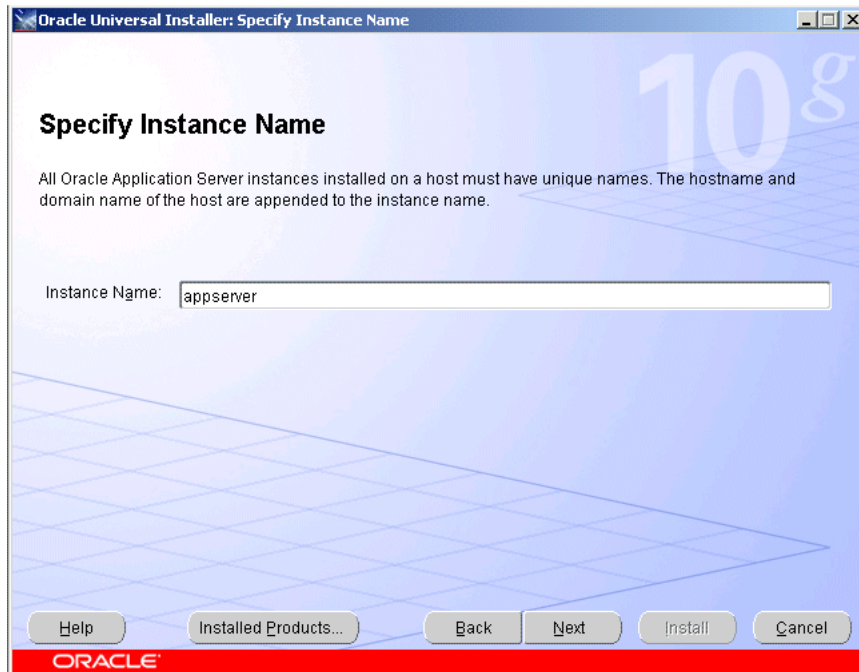 Oracle Universal Installer: Specify Instance Name
10g
Specify Instance Name
All Oracle Application Server instances installed on a host must have unique names. The hostname and
domain name of the host are appended to the instance name.
Instance Name: appserver
Help Installed Products... Back Next Install Cancel
ORACLE